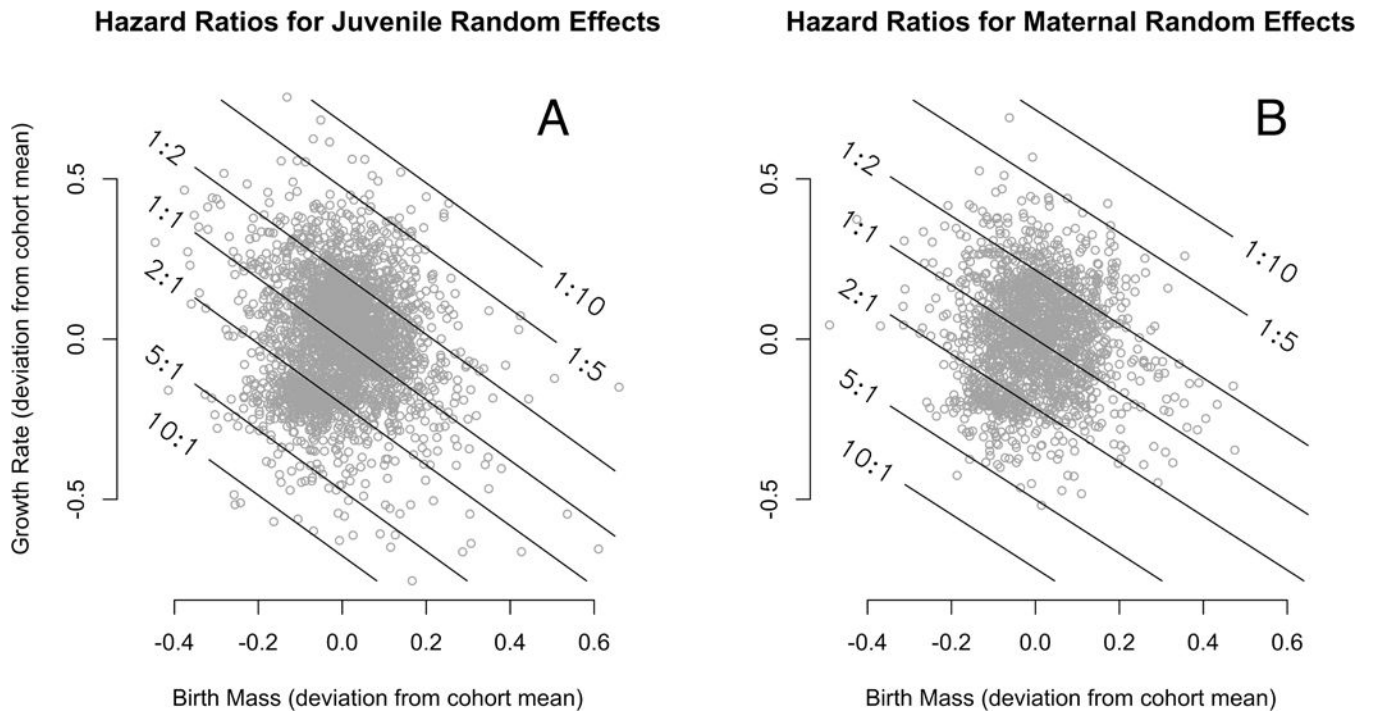 Hazard Ratios for Juvenile Random Effects
A
Growth Rate (deviation from cohort mean)
0.5
0.0
-0.5
1:2
1:1
2:1
5:1
10:1
1:10
1:5
-0.4 -0.2 0.0 0.2 0.4 0.6
Birth Mass (deviation from cohort mean)
Hazard Ratios for Maternal Random Effects
B
0.5
0.0
-0.5
1:2
1:1
2:1
5:1
10:1
1:10
1:5
-0.4 -0.2 0.0 0.2 0.4 0.6
Birth Mass (deviation from cohort mean)